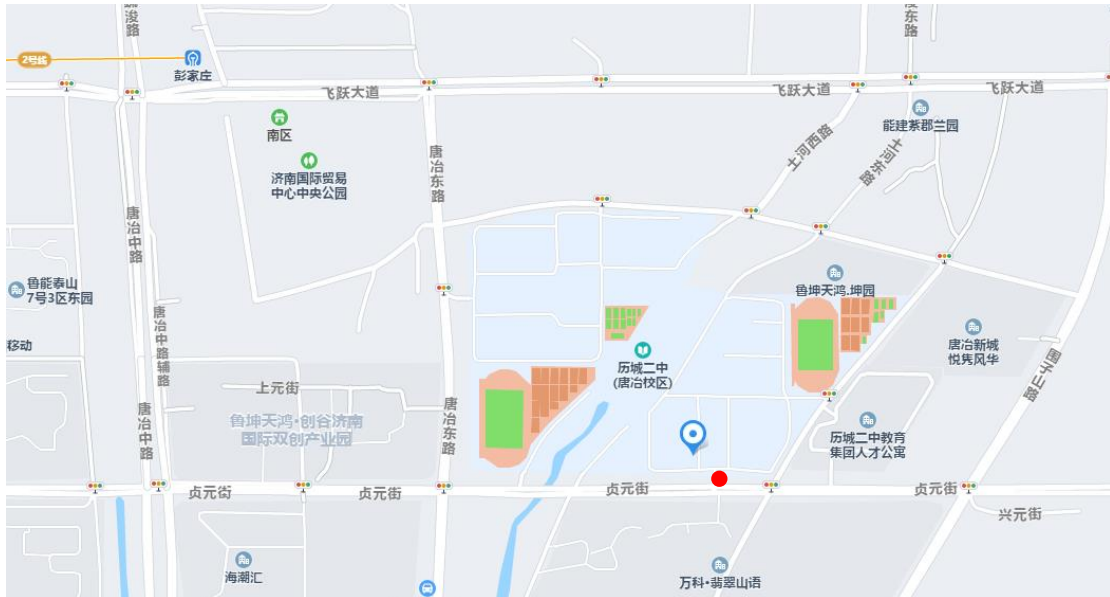 2号线
彭家庄
飞跃大道
飞跃大道
飞跃大道
南区
济南国际贸易
中心中央公园
能建紫郡兰园
土河西路
土河东路
唐冶东路
唐冶中路
鲁能泰山
7号3区东园
移动
唐冶中路辅路
鲁坤天鸿.坤园
唐冶新城
悦隽风华
围子山路
历城二中
(唐冶校区)
上元街
鲁坤天鸿·创谷济南
国际双创产业园
唐冶中路
唐冶东路
历城二中教育
集团人才公寓
贞元街
贞元街
贞元街
贞元街
兴元街
海潮汇
万科·翡翠山语